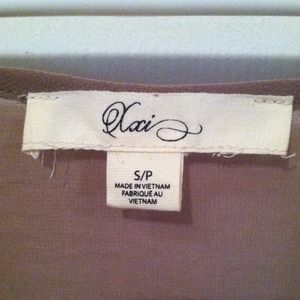 Xxi
S/P
MADE IN VIETNAM
FABRIQUÉ AU
VIETNAM